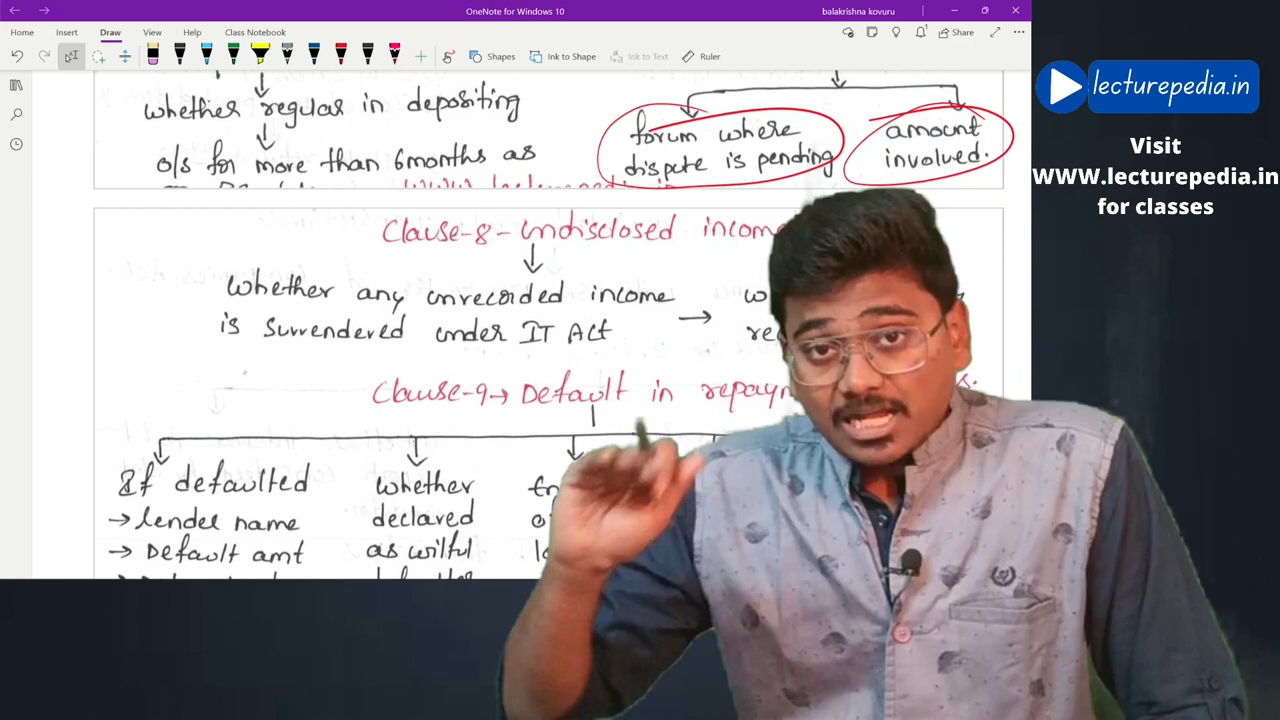 OneNote for Windows 10
balakrishna kovuru
Home Insert Draw View Help Class Notebook
Share
Shapes Ink to Shape Ink to Text Ruler
whether regular in depositing
o/s for more than 6months as
forum where
dispete is pending
amount
involved.
Clause-8-Undisclosed income
Whether any unrecorded income
is surrendered under IT Act
Clause-9→ Default in
If defaulted
→ lender name
→ Default amt
whether
declared
as wilful
lecturepedia.in
Visit
WWW.lecturepedia.in
for classes